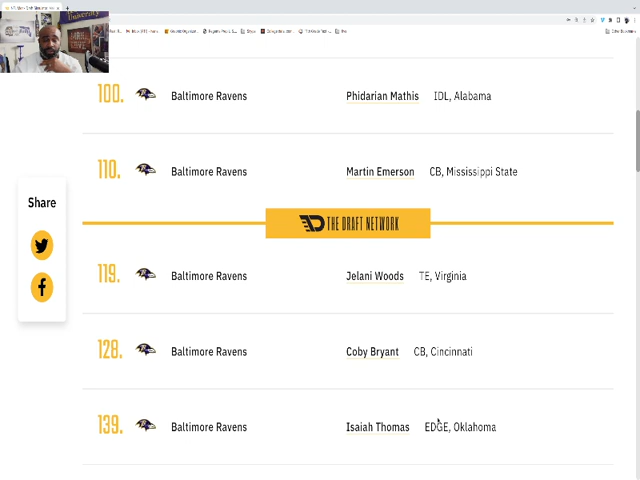 100. Baltimore Ravens Phidarian Mathis IDL, Alabama
110. Baltimore Ravens Martin Emerson CB, Mississippi State
Share
THE DRAFT NETWORK
119. Baltimore Ravens Jelani Woods TE, Virginia
128. Baltimore Ravens Coby Bryant CB, Cincinnati
139. Baltimore Ravens Isaiah Thomas EDGE, Oklahoma